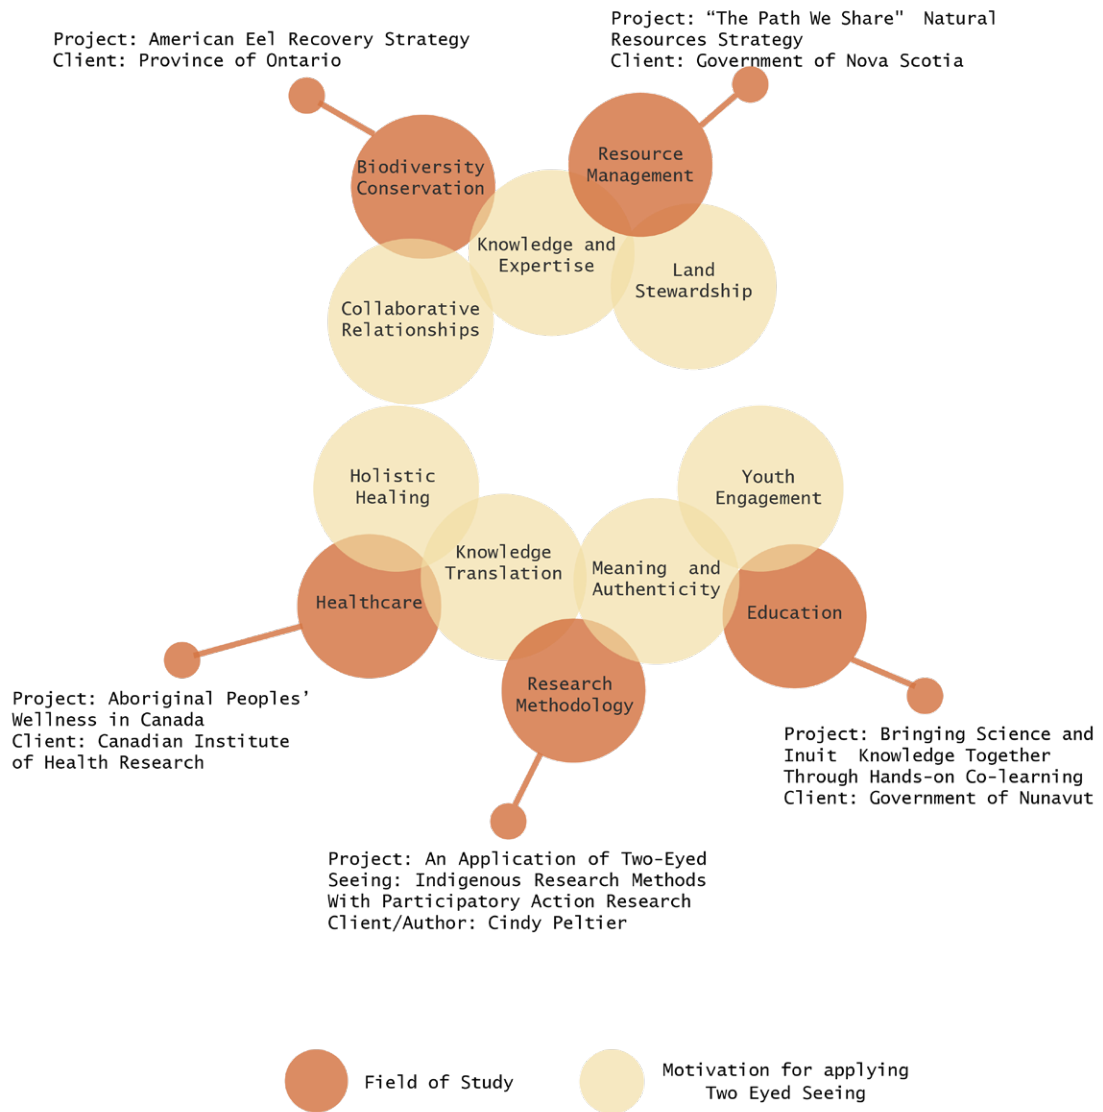 Project: American Eel Recovery Strategy
Client: Province of Ontario
Project: “The Path We Share" Natural
Resources Strategy
Client: Government of Nova Scotia
Biodiversity
Conservation
Resource
Management
Knowledge and
Expertise
Land
Stewardship
Collaborative
Relationships
Holistic
Healing
Youth
Engagement
Knowledge
Translation
Meaning and
Authenticity
Healthcare
Education
Research
Methodology
Project: Aboriginal Peoples’
Wellness in Canada
Client: Canadian Institute
of Health Research
Project: Bringing Science and
Inuit Knowledge Together
Through Hands-on Co-learning
Client: Government of Nunavut
Project: An Application of Two-Eyed
Seeing: Indigenous Research Methods
With Participatory Action Research
Client/Author: Cindy Peltier
Field of Study
Motivation for applying
Two Eyed Seeing